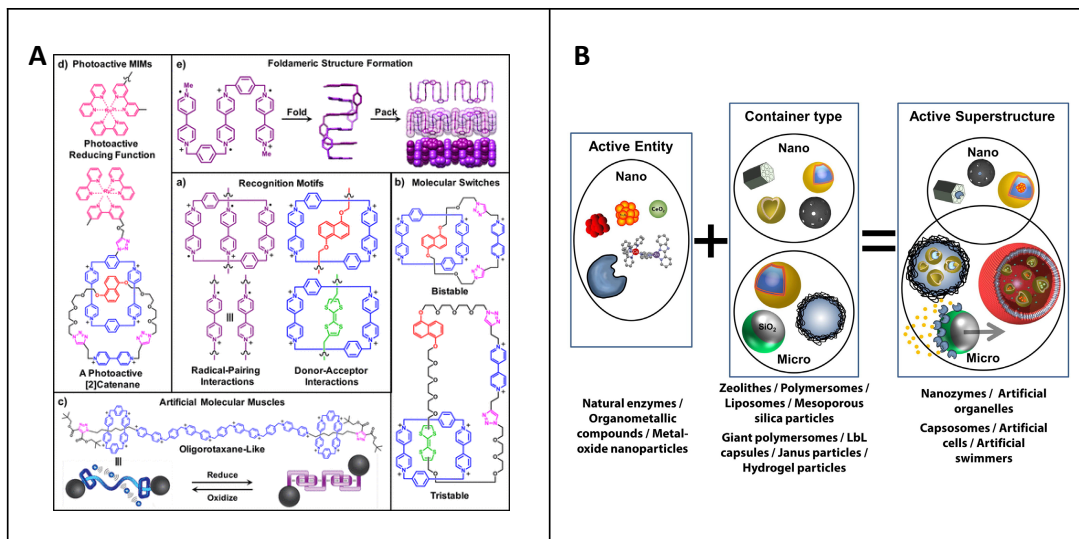 A
d) Photoactive MIMs
Photoactive
Reducing Function
A Photoactive
[2]Catenane
e) Foldameric Structure Formation
Me
Fold
Pack
Me
a) Recognition Motifs
Radical-Pairing
Interactions
Donor-Acceptor
Interactions
b) Molecular Switches
Bistable
Tristable
c) Artificial Molecular Muscles
Oligorotaxane-Like
Reduce
Oxidize
B
Active Entity
Nano
CeO2
Natural enzymes /
Organometallic
compounds / Metal-
oxide nanoparticles
+
Container type
Nano
SiO2
Micro
Zeolites / Polymersomes /
Liposomes / Mesoporous
silica particles
Giant polymersomes / LbL
capsules / Janus particles
/ Hydrogel particles
=
Active Superstructure
Nano
Micro
Nanozymes / Artificial
organelles
Capsosomes / Artificial
cells / Artificial
swimmers